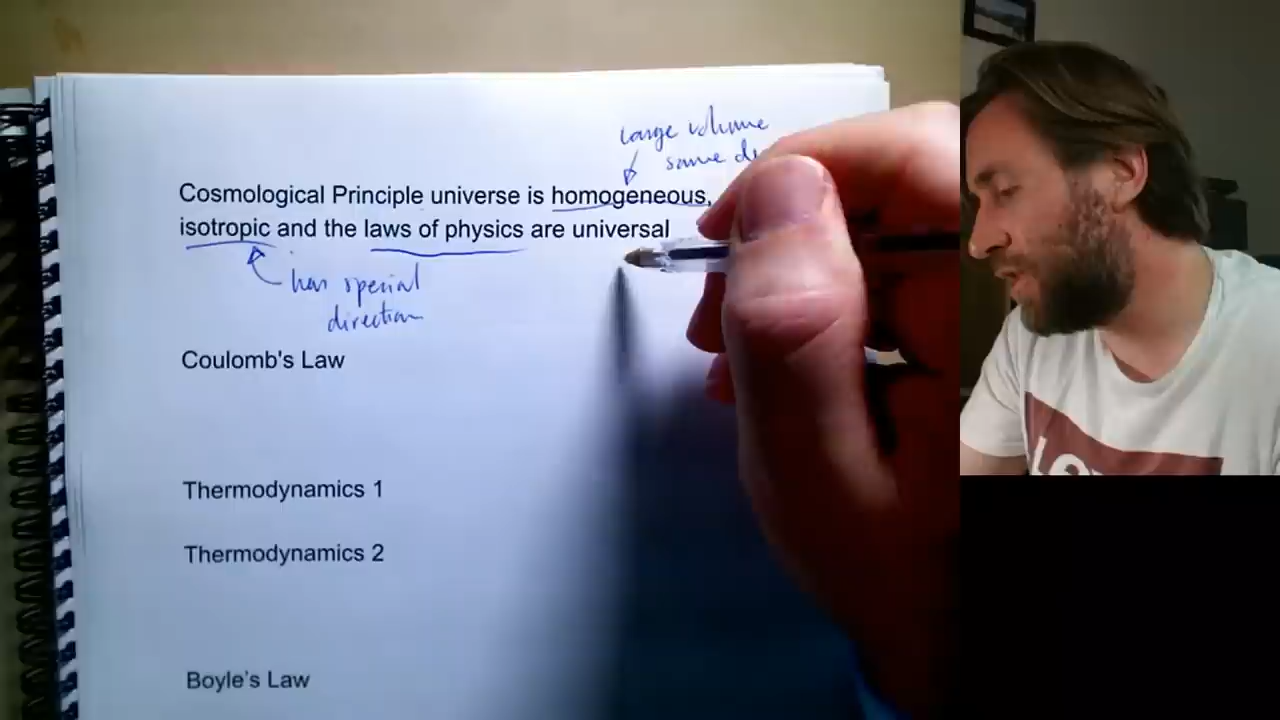 Large volume
same
Cosmological Principle universe is homogeneous,
isotropic and the laws of physics are universal
has special
direction
Coulomb's Law
Thermodynamics 1
Thermodynamics 2
Boyle's Law